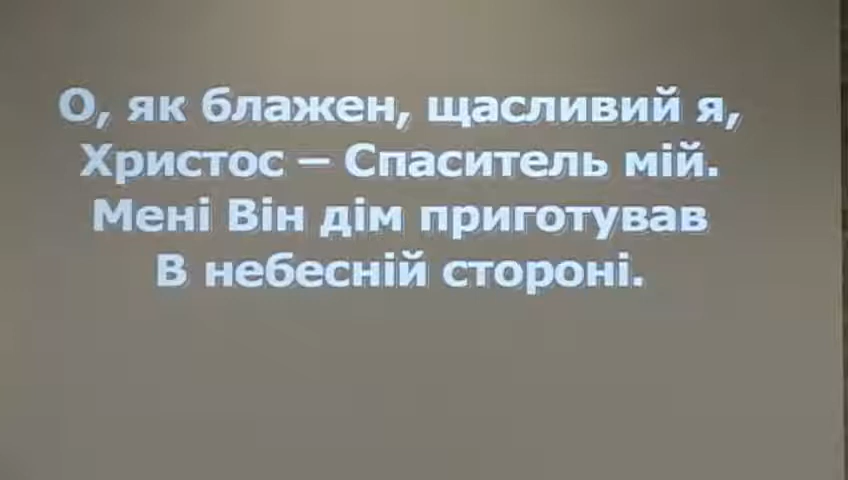 О, як блажен, щасливий я,
Христос – Спаситель мій.
Мені Він дім приготував
В небесній стороні.